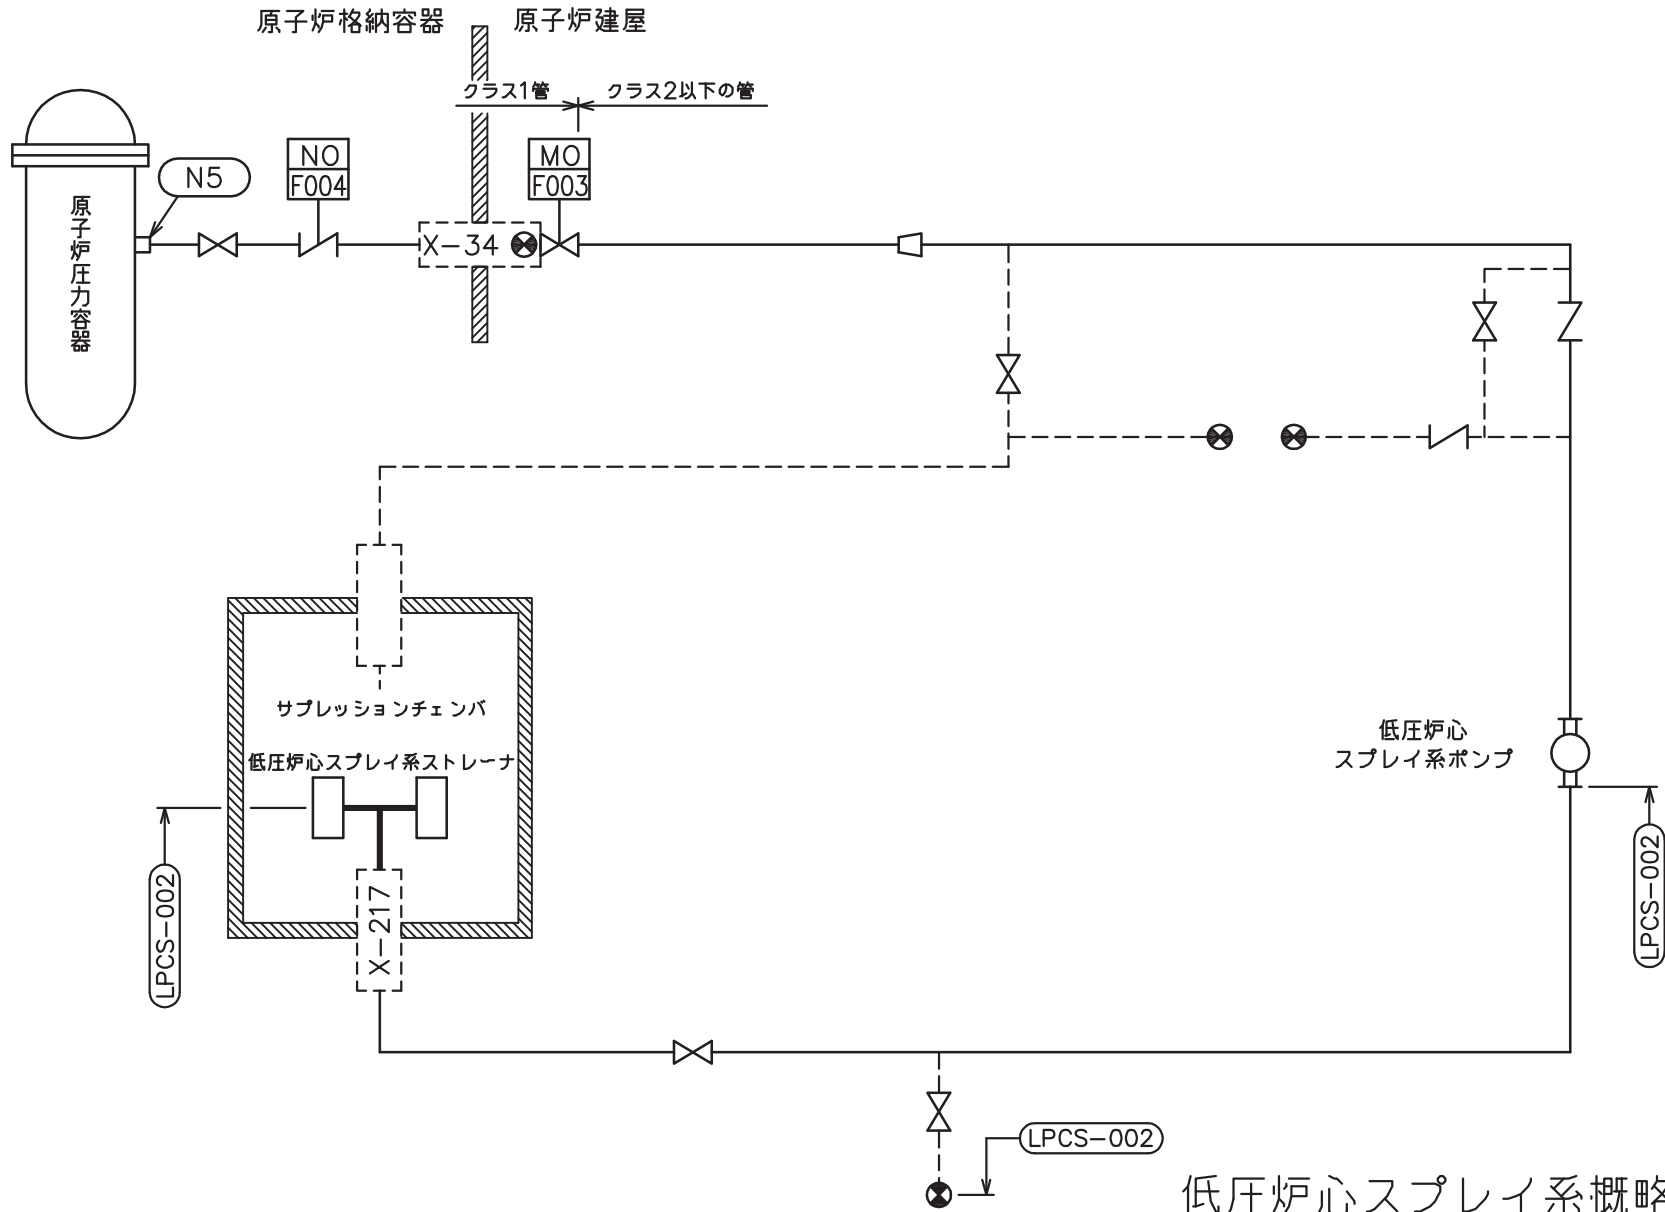 原子炉格納容器
原子炉建屋
クラス1管
クラス2以下の管
NO
F004
MO
F003
N5
X-34
原子炉圧力容器
サプレッションチェンバ
低圧炉心スプレイ系ストレーナ
低圧炉心
スプレイ系ポンプ
LPCS-002
X-217
LPCS-002
LPCS-002
低圧炉心スプレイ系概略